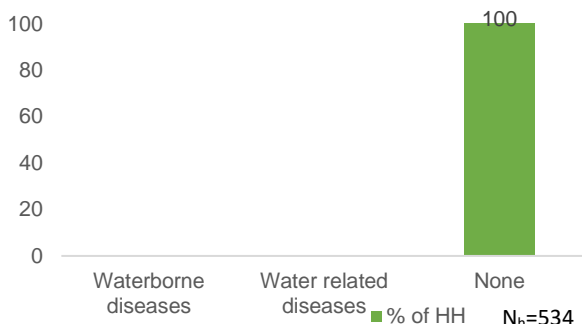 100
100
80
60
40
20
0
Waterborne diseases
Water related diseases
None
% of HH
Nh=534